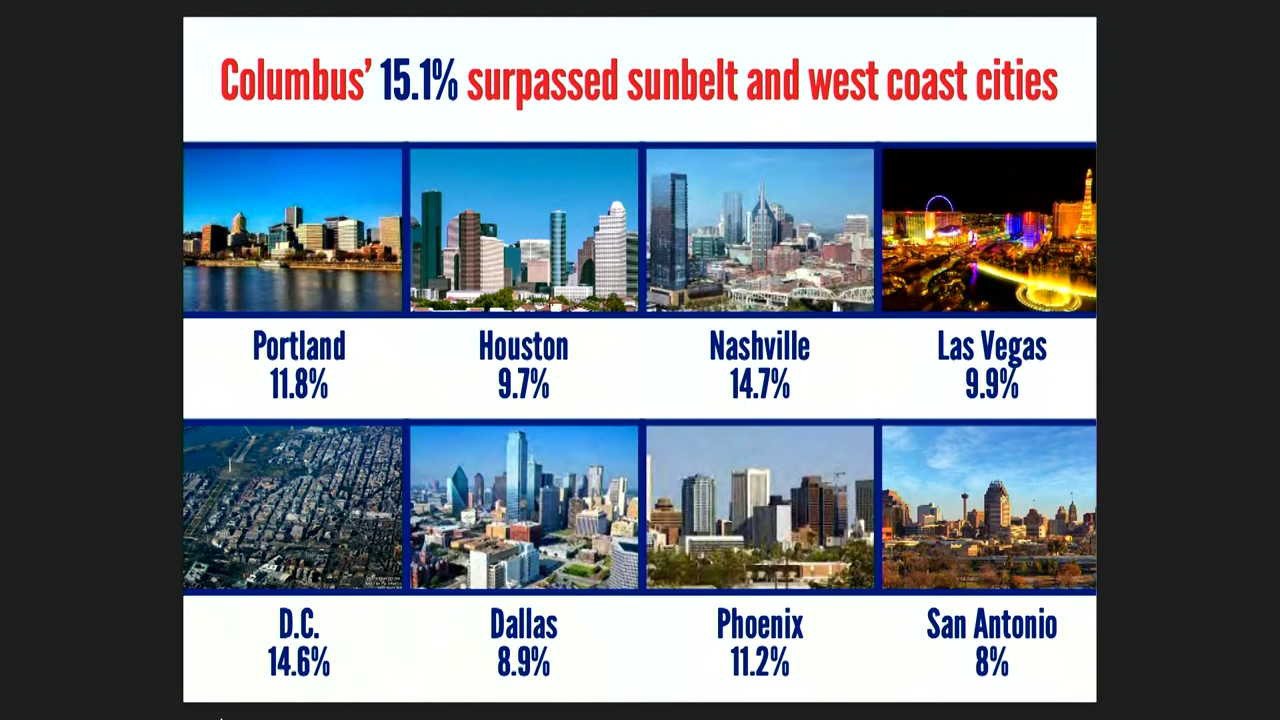 Columbus’ 15.1% surpassed sunbelt and west coast cities
Portland
11.8%
Houston
9.7%
Nashville
14.7%
Las Vegas
9.9%
D.C.
14.6%
Dallas
8.9%
Phoenix
11.2%
San Antonio
8%